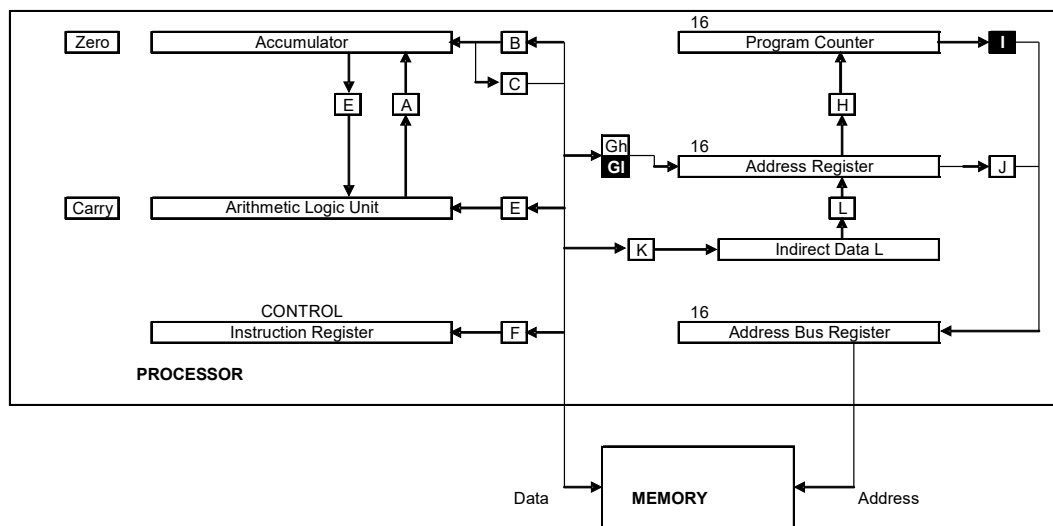 16 16
Zero Accumulator B Program Counter I
C
E A H
Gh
16
Gl Address Register J
Carry Arithmetic Logic Unit E L
K Indirect Data L
CONTROL 16
Instruction Register F Address Bus Register
PROCESSOR
Data MEMORY Address